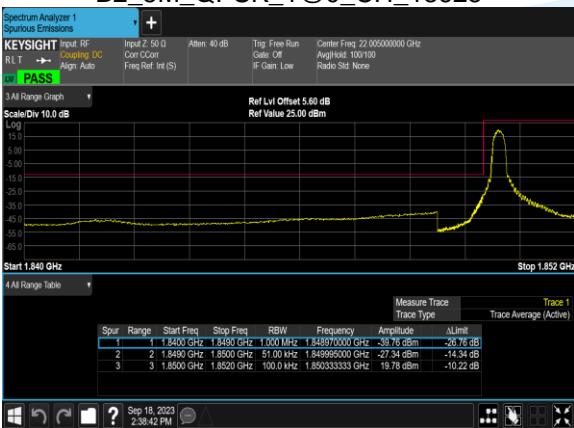 Spectrum Analyzer 1
Spurious Emissions
+
KEYSIGHT Input: RF Input Z: 50 Ω Atten: 40 dB Trig: Free Run Center Freq: 22.005000000 GHz
RLT Coupling: DC Corr CCorr Gate: Off Avg|Hold: 100/100
Align: Auto Freq Ref: Int (S) IF Gain: Low Radio Std: None
PASS
3 All Range Graph Ref Lvl Offset 5.60 dB
Scale/Div 10.0 dB Ref Value 25.00 dBm
Log
15.0
5.00
-5.00
-15.0
-25.0
-35.0
-45.0
-55.0
-65.0
Start 1.840 GHz Stop 1.852 GHz
4 All Range Table
Measure Trace Trace 1
Trace Type Trace Average (Active)
Spur Range Start Freq Stop Freq RBW Frequency Amplitude ΔLimit
1 1 1.8400 GHz 1.8490 GHz 1.000 MHz 1.848970000 GHz -39.76 dBm -26.76 dB
2 2 1.8490 GHz 1.8500 GHz 51.00 kHz 1.849995000 GHz -27.34 dBm -14.34 dB
3 3 1.8500 GHz 1.8520 GHz 100.0 kHz 1.850333333 GHz 19.78 dBm -10.22 dB
? Sep 18, 2023
2:38:42 PM